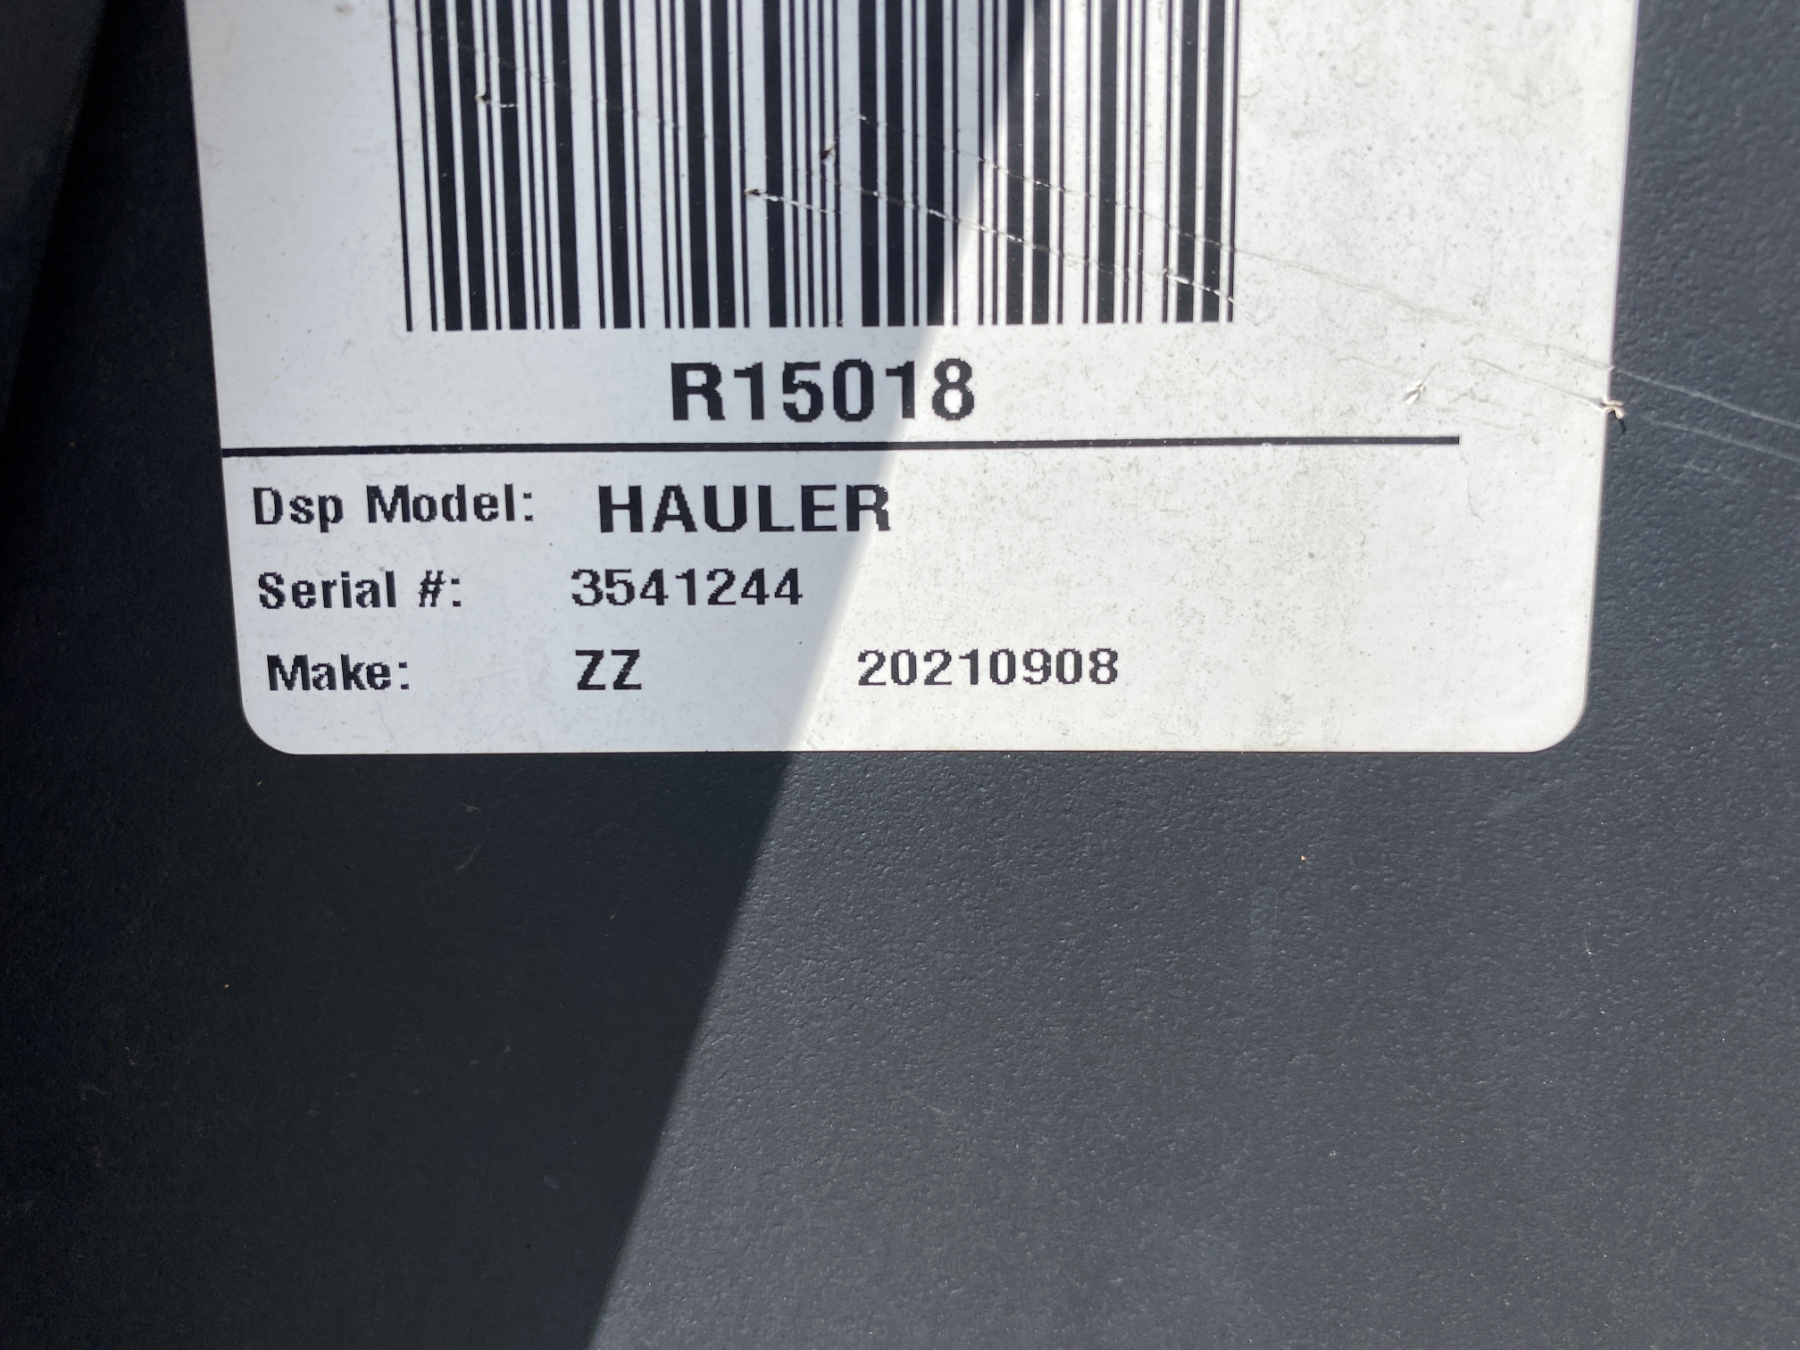 R15018
Dsp Model: HAULER
Serial #: 3541244
Make: ZZ 20210908